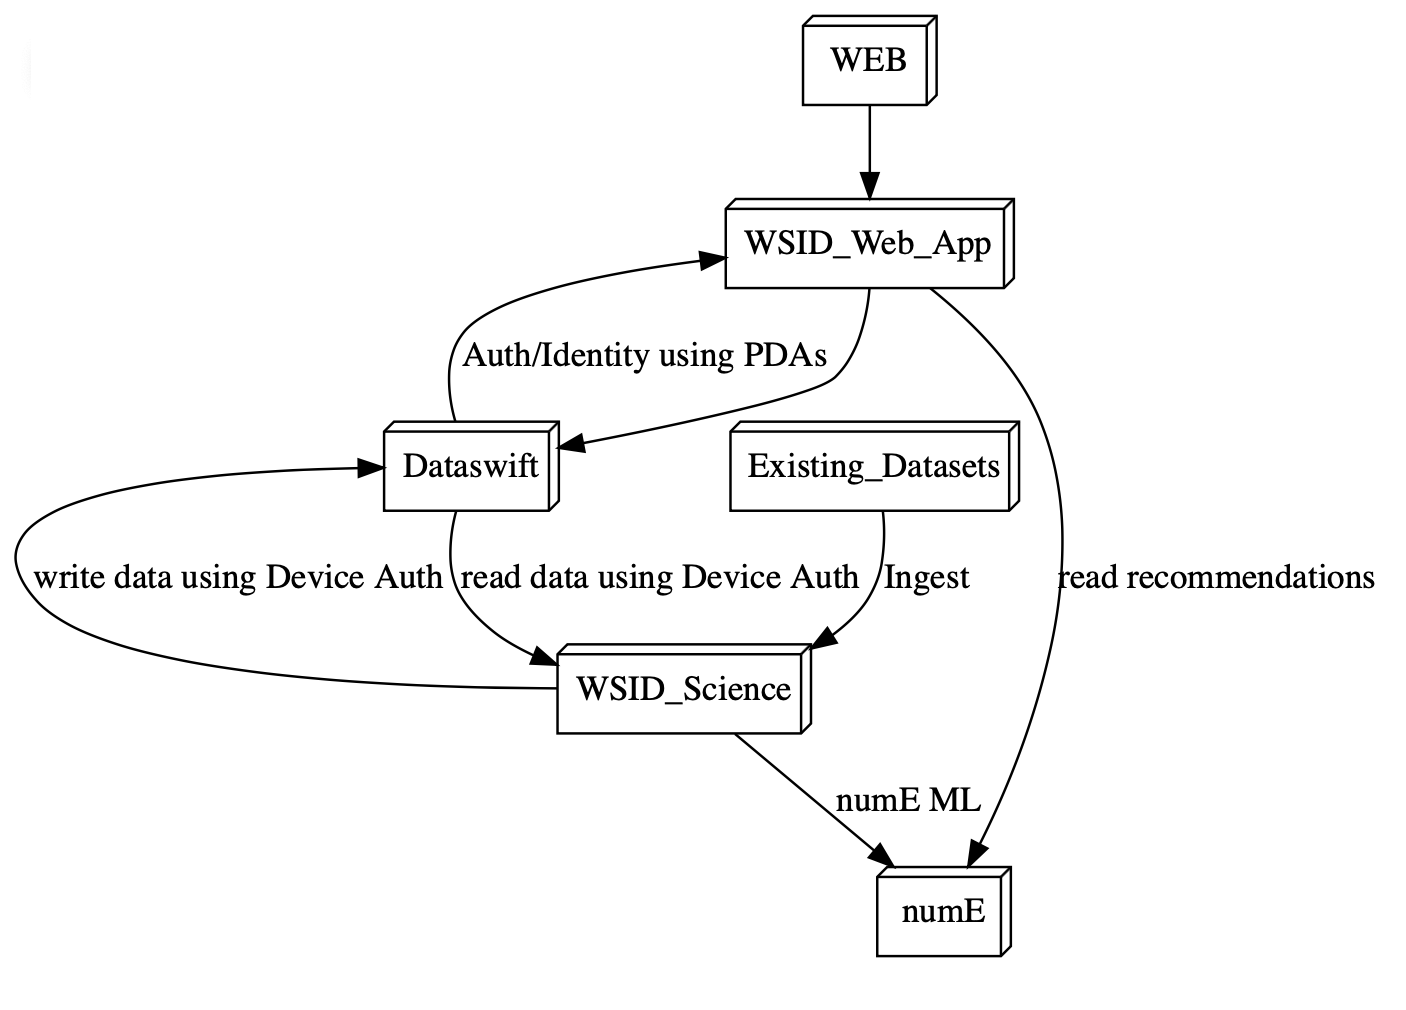 WEB
WSID_Web_App
Auth/Identity using PDAs
Dataswift
Existing_Datasets
write data using Device Auth
read data using Device Auth
Ingest
read recommendations
WSID_Science
numE ML
numE